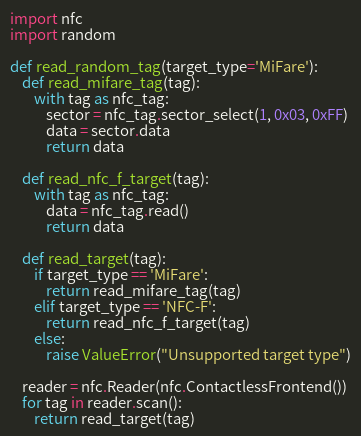 import nfc
import random

def read_random_tag(target_type='MiFare'):
    def read_mifare_tag(tag):
        with tag as nfc_tag:
            sector = nfc_tag.sector_select(1, 0x03, 0xFF)
            data = sector.data
            return data

    def read_nfc_f_target(tag):
        with tag as nfc_tag:
            data = nfc_tag.read()
            return data

    def read_target(tag):
        if target_type == 'MiFare':
            return read_mifare_tag(tag)
        elif target_type == 'NFC-F':
            return read_nfc_f_target(tag)
        else:
            raise ValueError("Unsupported target type")

    reader = nfc.Reader(nfc.ContactlessFrontend())
    for tag in reader.scan():
        return read_target(tag)